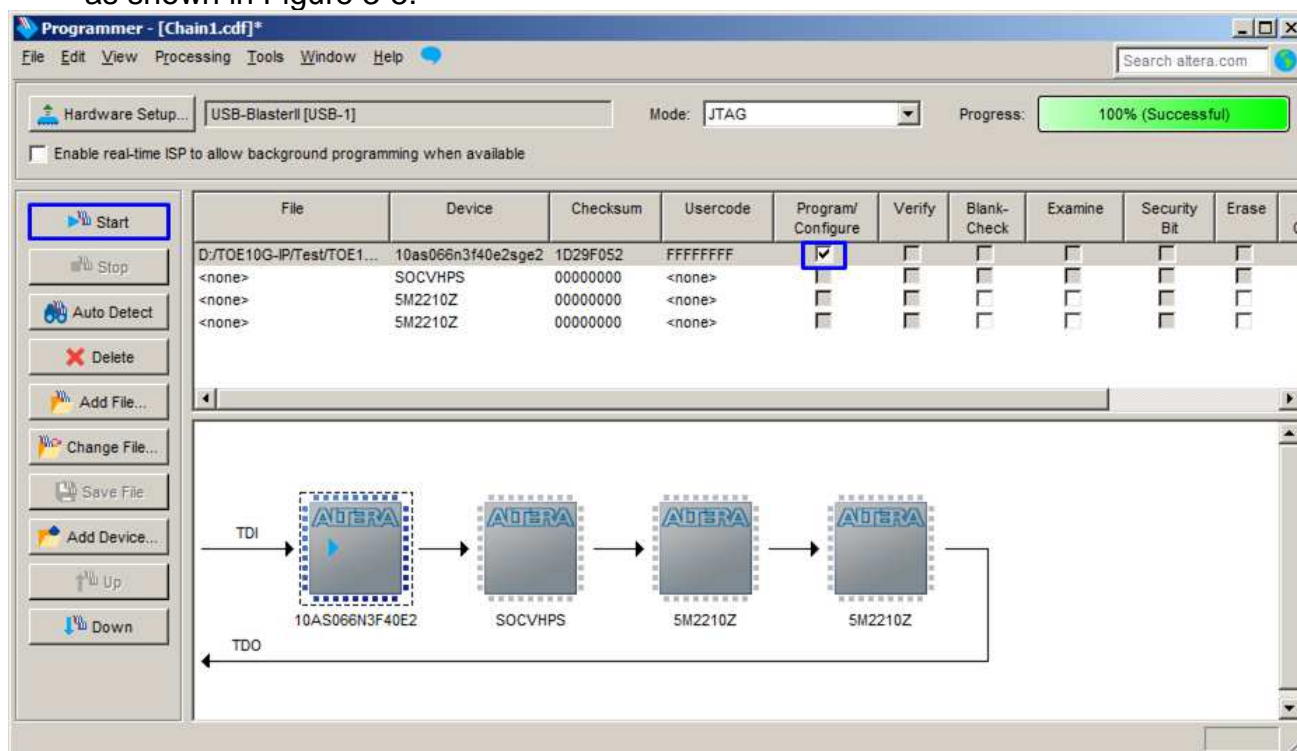 as shown in Figure 3-3.
Programmer - [Chain1.cdf]*
File Edit View Processing Tools Window Help
Search altera.com
Hardware Setup... USB-BlasterII [USB-1] Mode: JTAG Progress: 100% (Successful)
Enable real-time ISP to allow background programming when available
Start
Stop
Auto Detect
Delete
Add File...
Change File...
Save File
Add Device...
Up
Down
File Device Checksum Usercode Program/ Configure Verify Blank- Check Examine Security Bit Erase
D:/TOE10G-IP/Test/TOE1... 10as066n3f40e2sge2 1D29F052 FFFFFFFF
<none> SOCVHPS 00000000 <none>
<none> 5M2210Z 00000000 <none>
<none> 5M2210Z 00000000 <none>
TDI
ALTERA ALTERA ALTERA ALTERA
10AS066N3F40E2 SOCVHPS 5M2210Z 5M2210Z
TDO